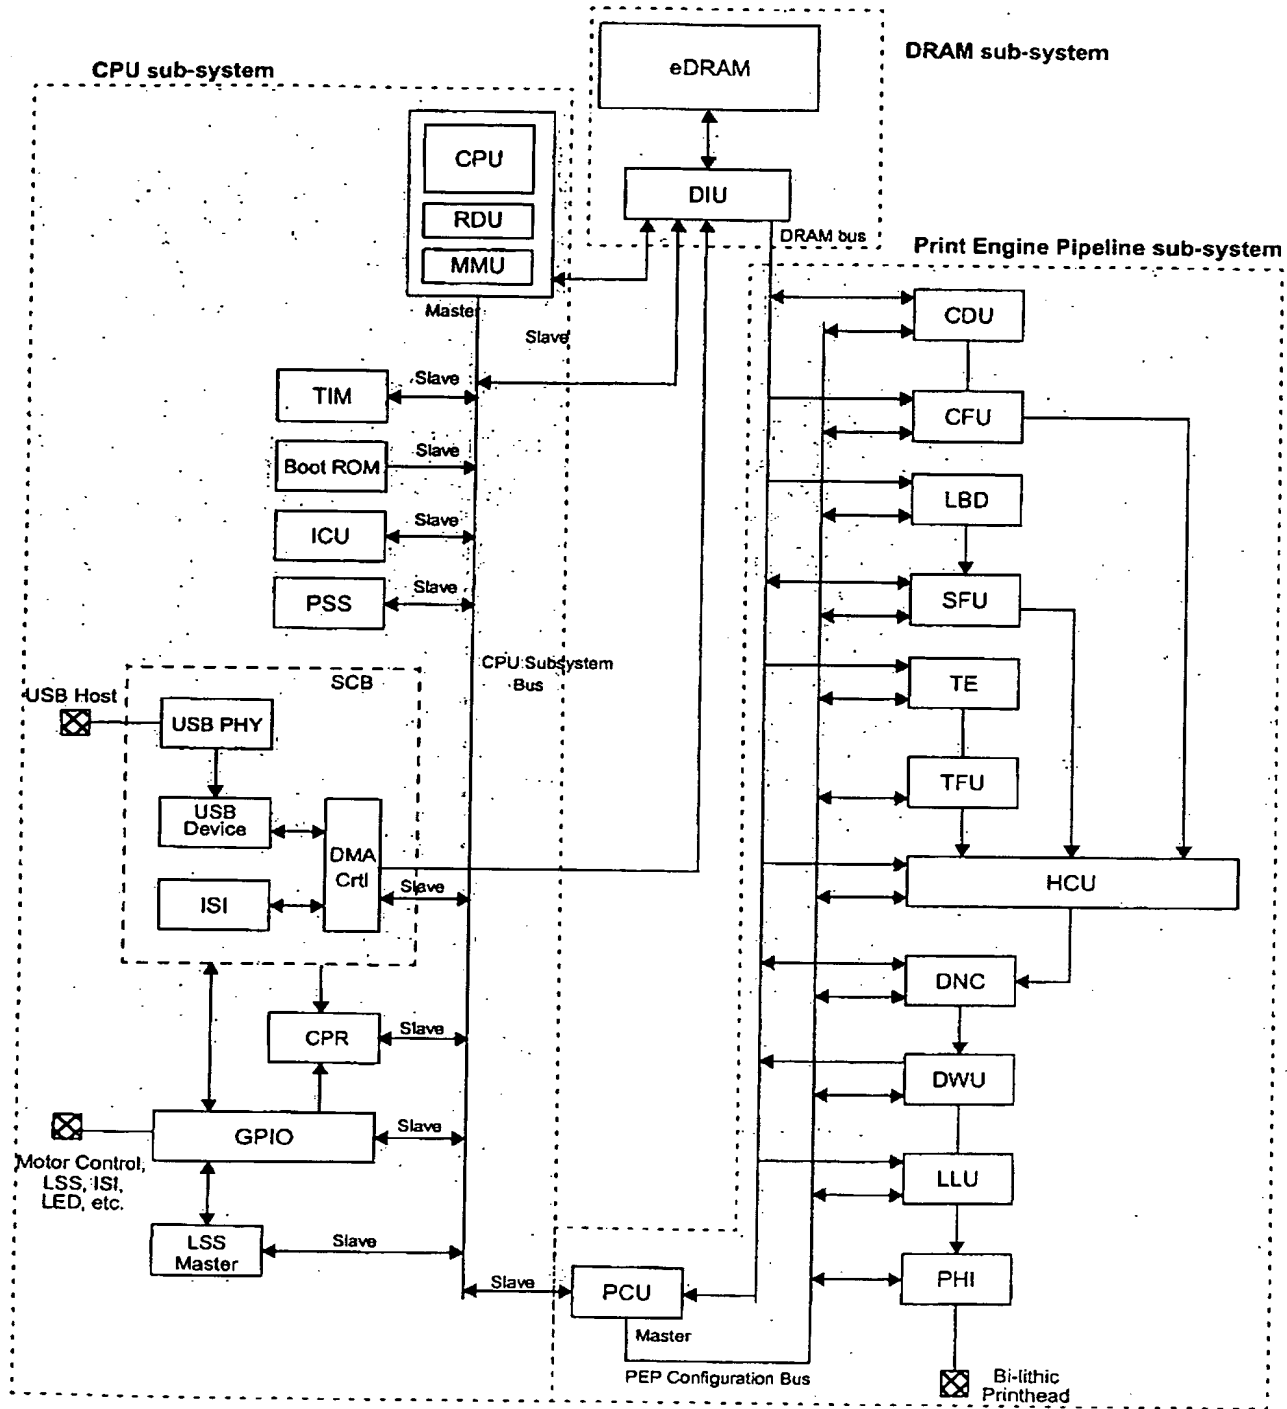 CPU sub-system
DRAM sub-system
eDRAM
CPU
RDU
MMU
DIU
DRAM bus
Print Engine Pipeline sub-system
Master
Slave
CDU
TIM
Slave
CFU
Boot ROM
Slave
LBD
ICU
Slave
PSS
Slave
SFU
CPU Subsystem
Bus
SCB
TE
USB Host
USB PHY
TFU
USB
Device
DMA
Crtl
Slave
HCU
ISI
DNC
CPR
Slave
DWU
GPIO
Slave
Motor Control,
LSS, ISI,
LED, etc.
LLU
LSS
Master
Slave
Slave
PCU
PHI
Master
PEP Configuration Bus
Bi-lithic
Printhead